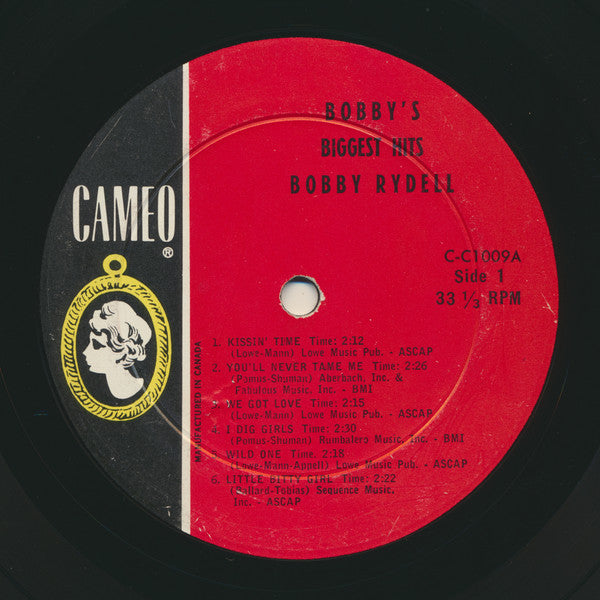 BOBBY'S
BIGGEST HITS
BOBBY RYDELL
CAMEO
®
C-C1009A
Side 1
33 1/3 RPM
MANUFACTURED IN CANADA
1. KISSIN' TIME Time: 2:12
(Lowe-Mann) Lowe Music Pub. - ASCAP
2. YOU'LL NEVER TAME ME Time: 2:26
(Pomus-Shuman) Aberbach, Inc. &
Fabulous Music Inc. - BMI
3. WE GOT LOVE Time: 2:15
(Lowe-Mann) Lowe Music Pub. - ASCAP
4. I DIG GIRLS Time: 2:30
(Pomus-Shuman) Rumbalero Music, Inc. - BMI
5. WILD ONE Time: 2:18
(Lowe-Mann-Appell) Lowe Music Pub. - ASCAP
6. LITTLE BITTY GIRL Time: 2:22
(Ballard-Tobias) Sequence Music,
Inc. - ASCAP